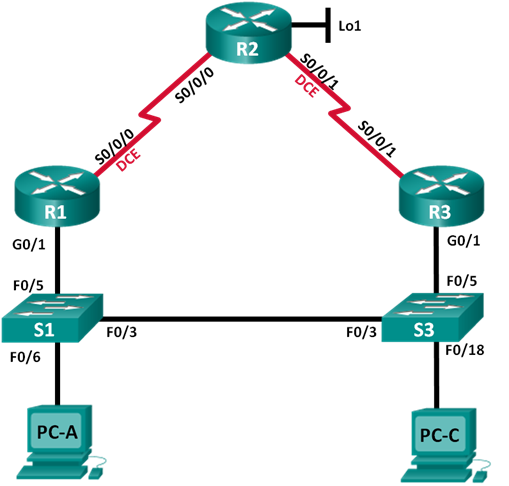 R2
Lo1
S0/0/0
S0/0/1
DCE
S0/0/0
DCE
S0/0/1
R1
R3
G0/1
G0/1
F0/5
F0/5
S1
F0/3
F0/3
S3
F0/6
F0/18
PC-A
PC-C